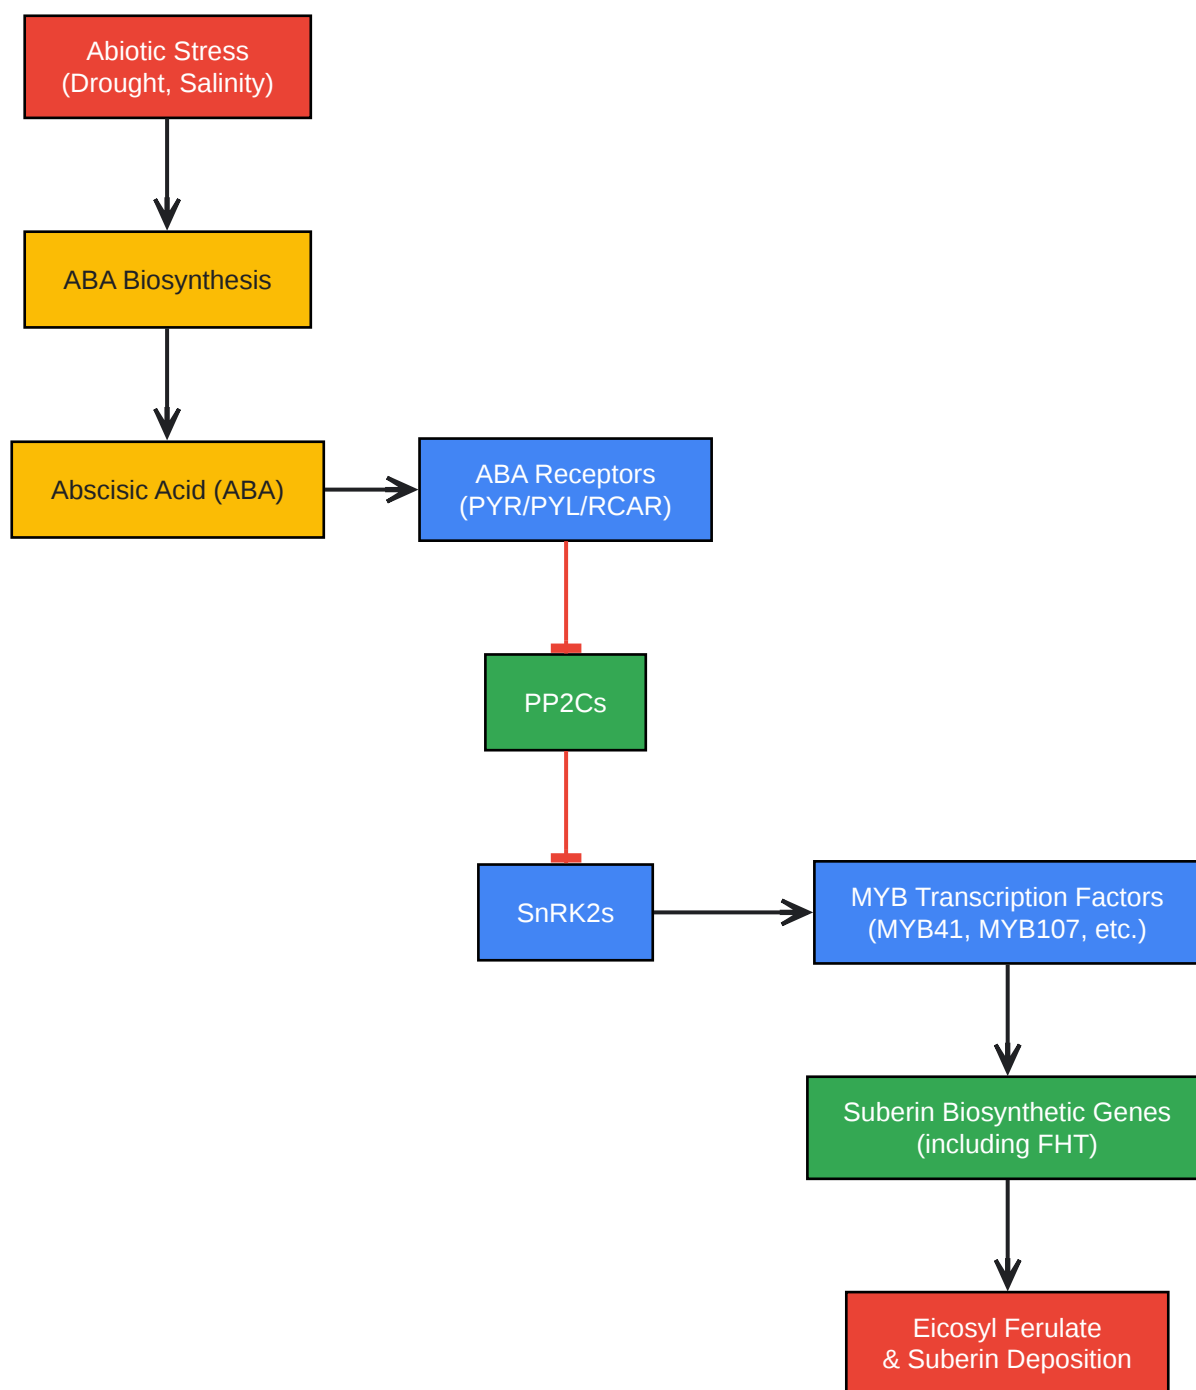 Abiotic Stress
(Drought, Salinity)
ABA Biosynthesis
Abscisic Acid (ABA)
ABA Receptors
(PYR/PYL/RCAR)
PP2Cs
SnRK2s
MYB Transcription Factors
(MYB41, MYB107, etc.)
Suberin Biosynthetic Genes
(including FHT)
Eicosyl Ferulate
& Suberin Deposition